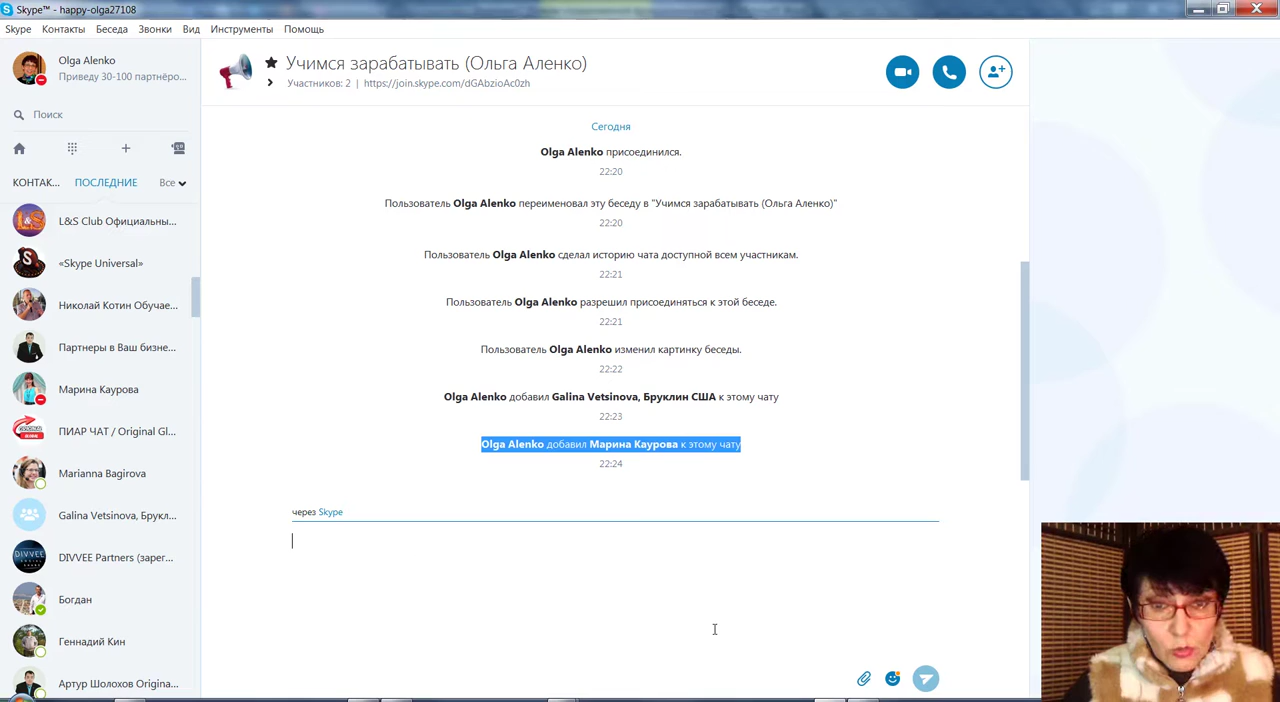 Skype™ - happy-olga27108
Skype Контакты Беседа Звонки Вид Инструменты Помощь
Olga Alenko
Приведу 30-100 партнёро...
Поиск
КОНТАК... ПОСЛЕДНИЕ Все
L&S Club Официальны...
«Skype Universal»
Николай Котин Обучае...
Партнеры в Ваш бизне...
Марина Каурова
ПИАР ЧАТ / Original Gl...
Marianna Bagirova
Galina Vetsinova, Брукл...
DIVVEE Partners (зарег...
Богдан
Геннадий Кин
Артур Шолохов Origina...
Учимся зарабатывать (Ольга Аленко)
Участников: 2 | https://join.skype.com/dGAbzioAc0zh
Сегодня
Olga Alenko присоединился.
22:20
Пользователь Olga Alenko переименовал эту беседу в "Учимся зарабатывать (Ольга Аленко)"
22:20
Пользователь Olga Alenko сделал историю чата доступной всем участникам.
22:21
Пользователь Olga Alenko разрешил присоединяться к этой беседе.
22:21
Пользователь Olga Alenko изменил картинку беседы.
22:22
Olga Alenko добавил Galina Vetsinova, Бруклин США к этому чату
22:23
Olga Alenko добавил Марина Каурова к этому чату
22:24
через Skype